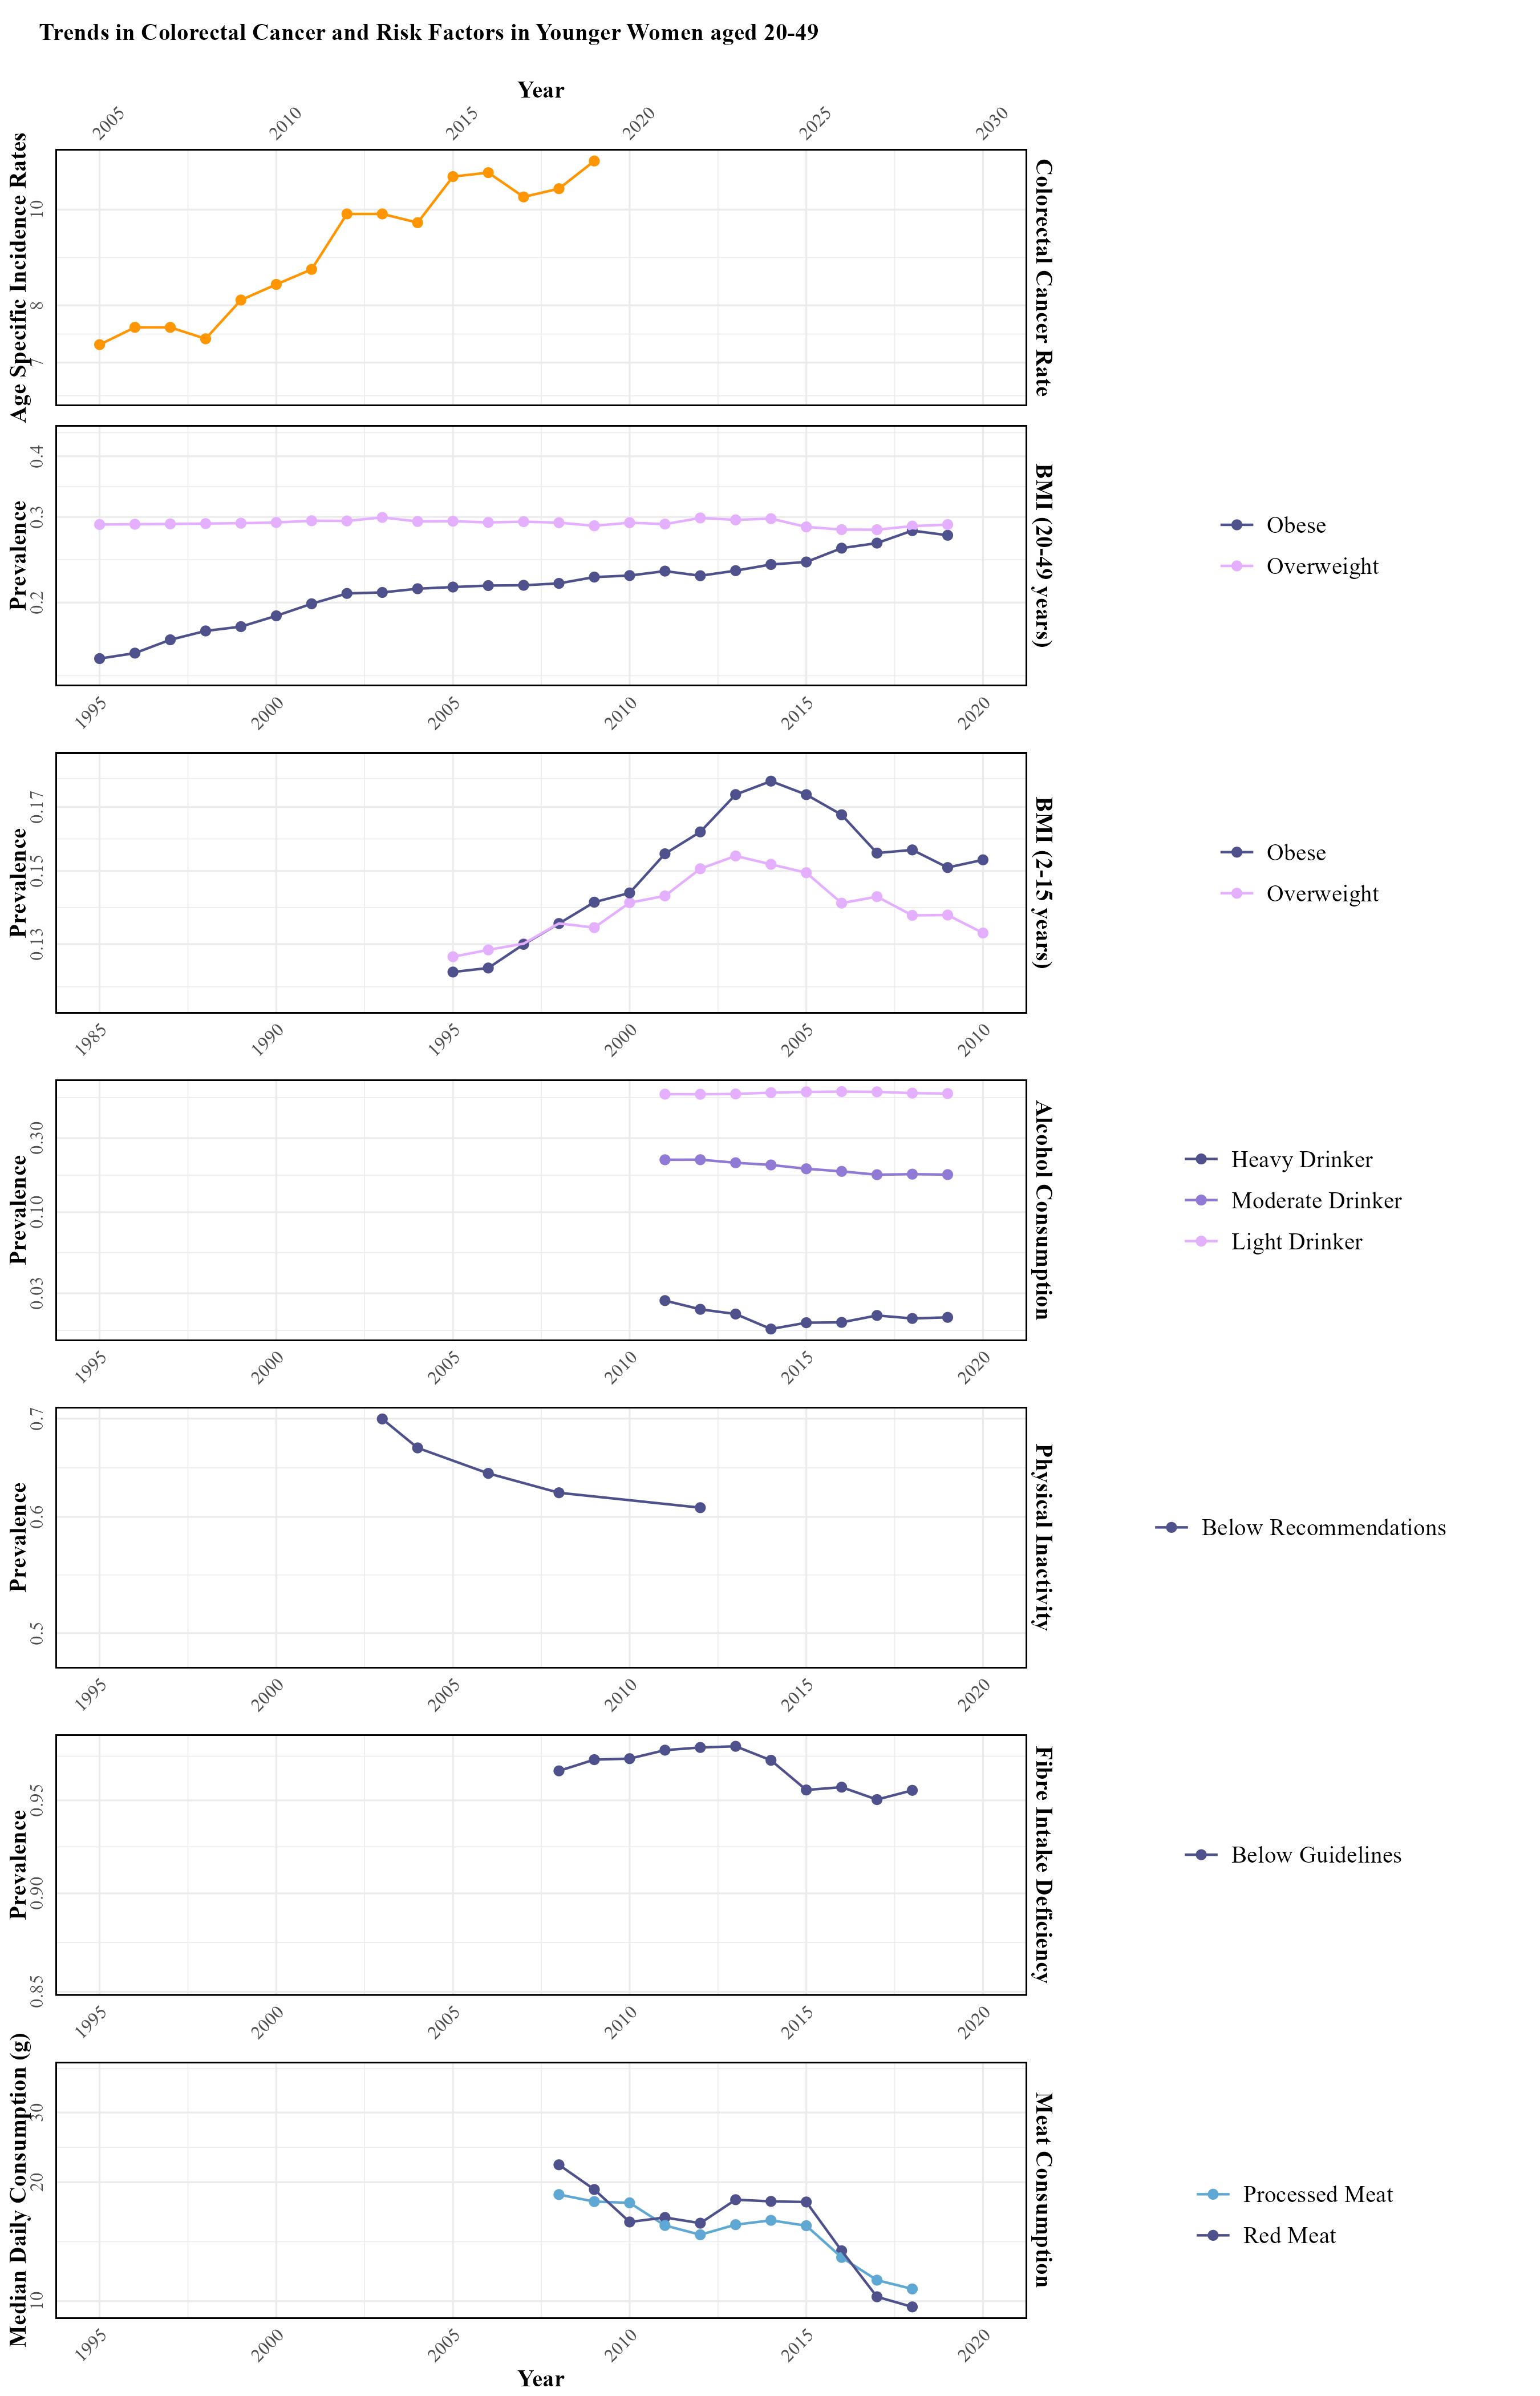 Trends in Colorectal Cancer and Risk Factors in Younger Women aged 20-49
Year
2005 2010 2015 2020 2025 2030
Age Specific Incidence Rates
10
8
7
Colorectal Cancer Rate
Prevalence
0.4
0.3
0.2
BMI (20-49 years)
Obese
Overweight
1995 2000 2005 2010 2015 2020
Prevalence
0.17
0.15
0.13
BMI (2-15 years)
Obese
Overweight
1985 1990 1995 2000 2005 2010
Prevalence
0.30
0.10
0.03
Alcohol Consumption
Heavy Drinker
Moderate Drinker
Light Drinker
1995 2000 2005 2010 2015 2020
Prevalence
0.7
0.6
0.5
Physical Inactivity
Below Recommendations
1995 2000 2005 2010 2015 2020
Prevalence
0.95
0.90
0.85
Fibre Intake Deficiency
Below Guidelines
1995 2000 2005 2010 2015 2020
Median Daily Consumption (g)
30
20
10
Meat Consumption
Processed Meat
Red Meat
1995 2000 2005 2010 2015 2020
Year